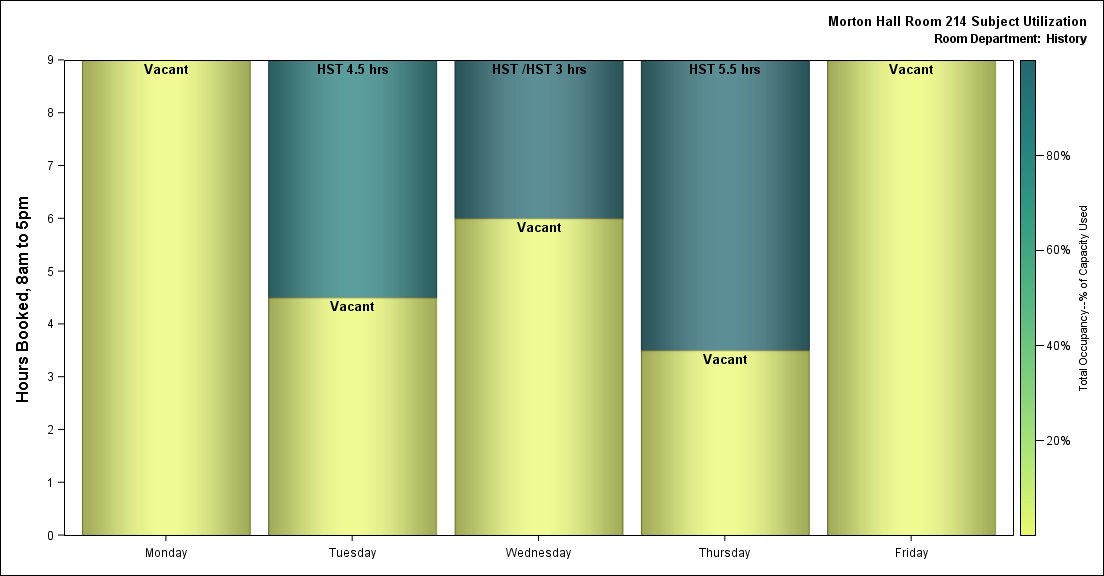 Morton Hall Room 214 Subject Utilization
Room Department: History
Hours Booked, 8am to 5pm
9
8
7
6
5
4
3
2
1
0
Vacant
HST 4.5 hrs
HST /HST 3 hrs
HST 5.5 hrs
Vacant
Vacant
Vacant
Vacant
Monday
Tuesday
Wednesday
Thursday
Friday
80%
60%
40%
20%
Total Occupancy--% of Capacity Used